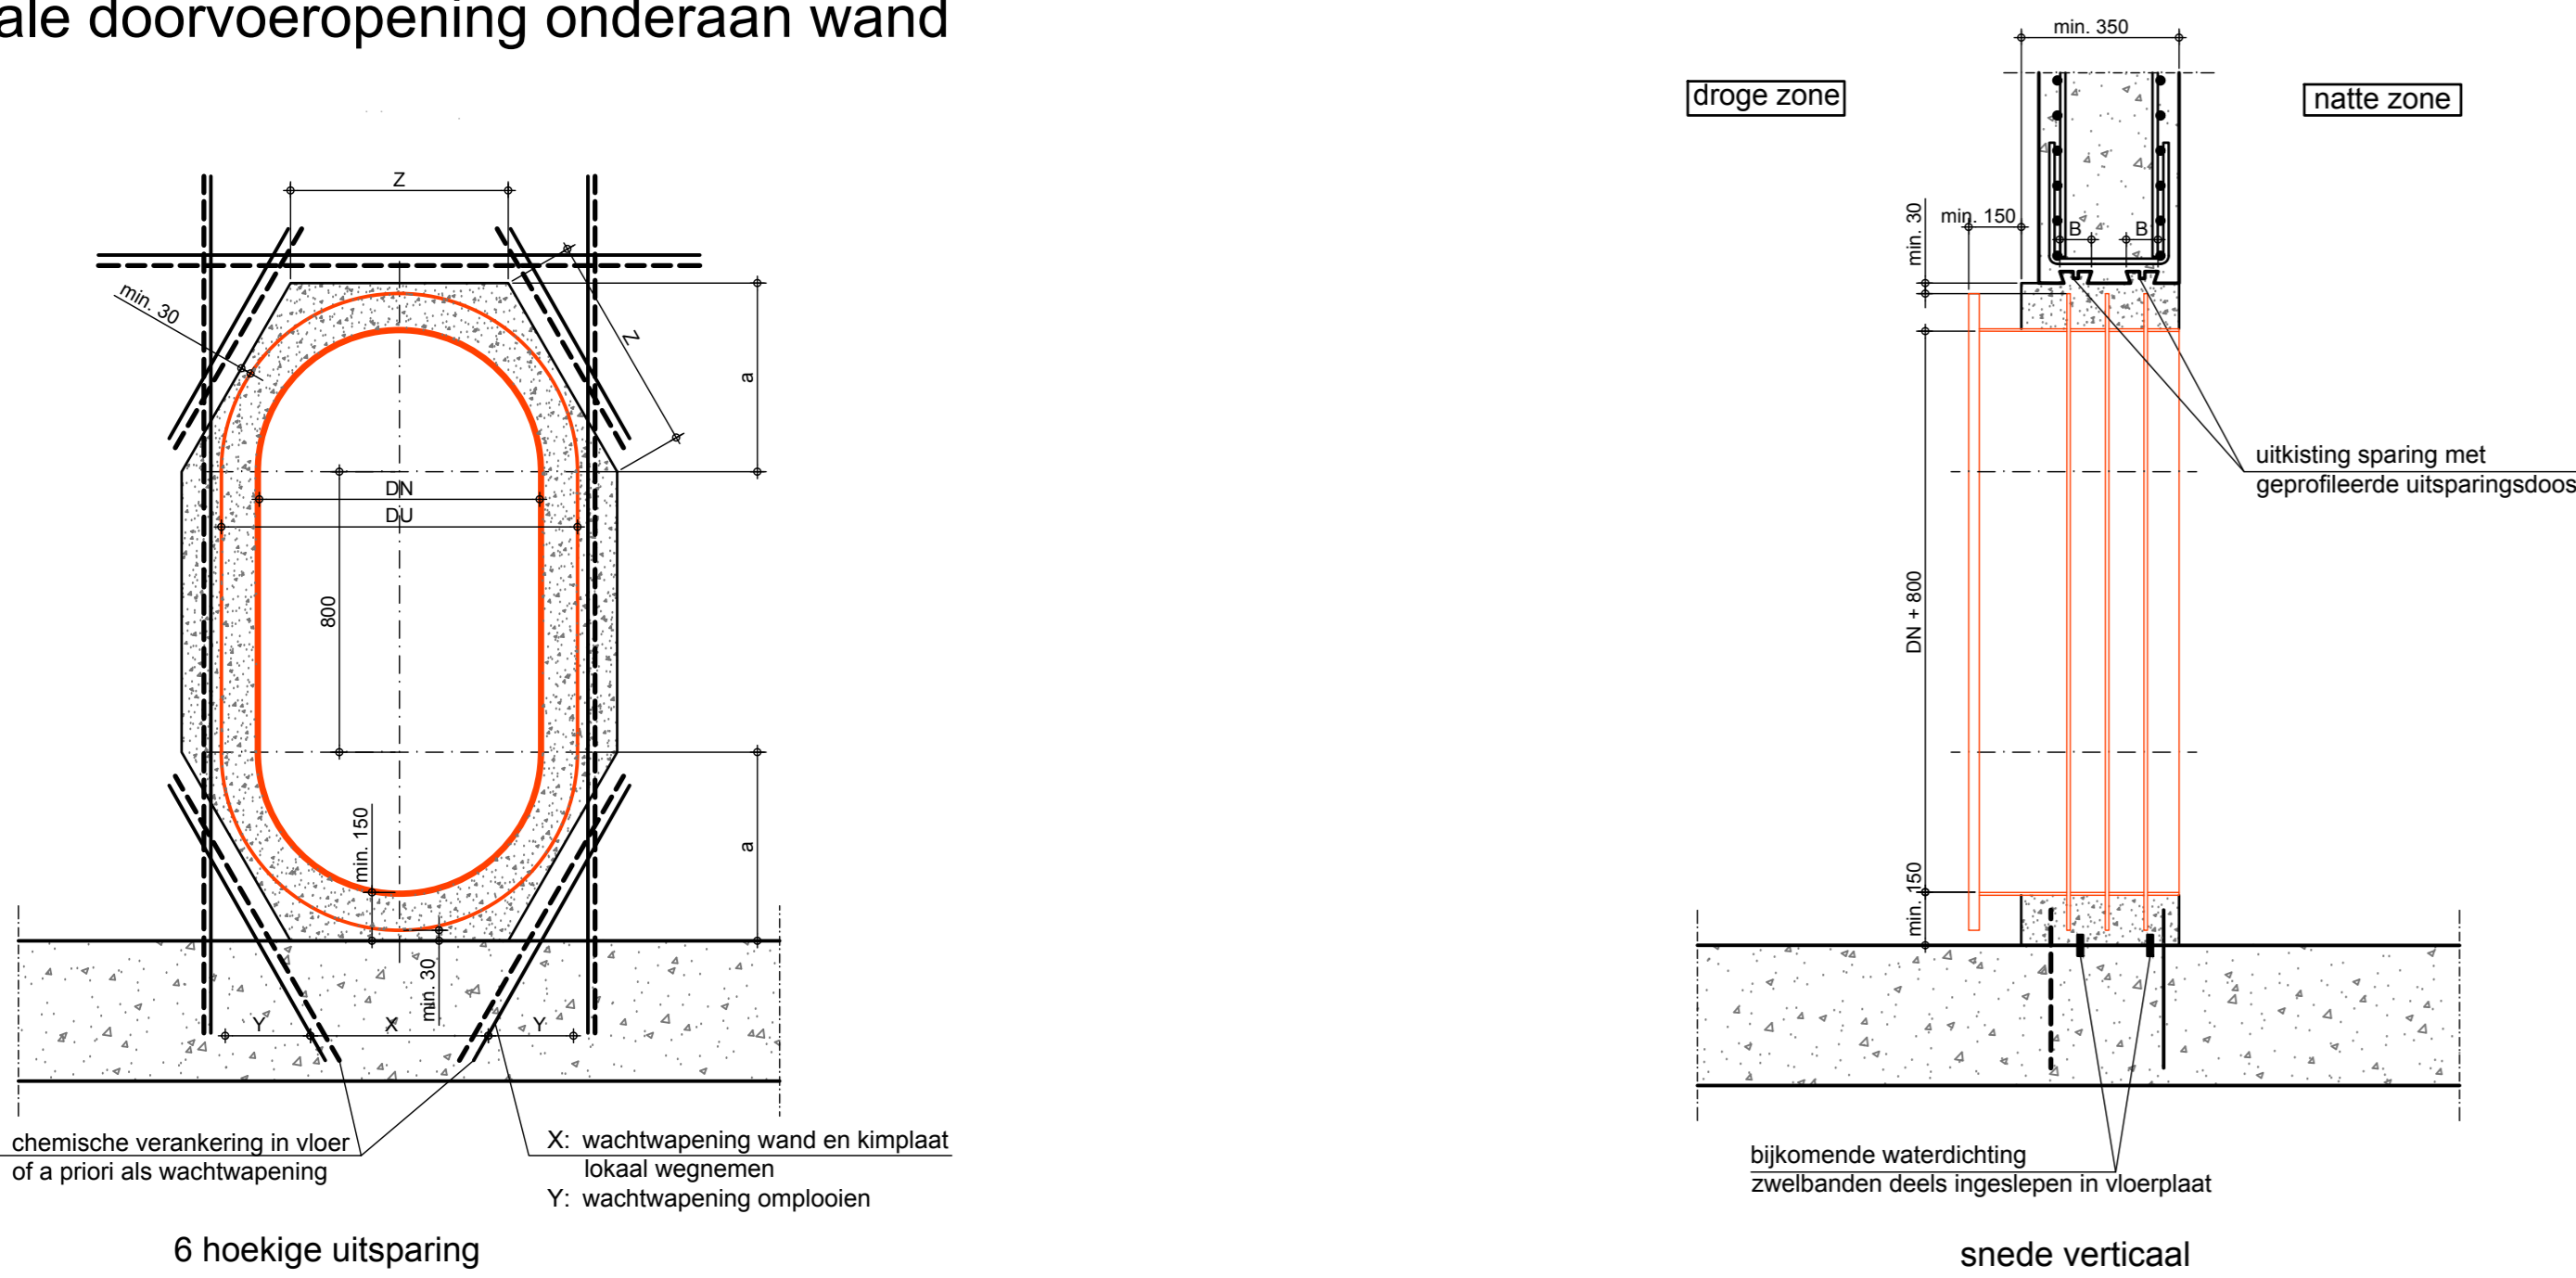 ale doorvoeropening onderaan wand
min. 350
droge zone
natte zone
Z
min. 30
min. 150
B
B
min. 30
Z
a
DN
DU
uitkisting sparing met
geprofileerde uitsparingsdoos
800
DN + 800
min. 150
a
min. 150
min. 30
Y
X
Y
chemische verankering in vloer
of a priori als wachtwapening
X: wachtwapening wand en kimplaat
lokaal wegnemen
Y: wachtwapening omplooien
bijkomende waterdichting
zwelbanden deels ingeslepen in vloerplaat
6 hoekige uitsparing
snede verticaal